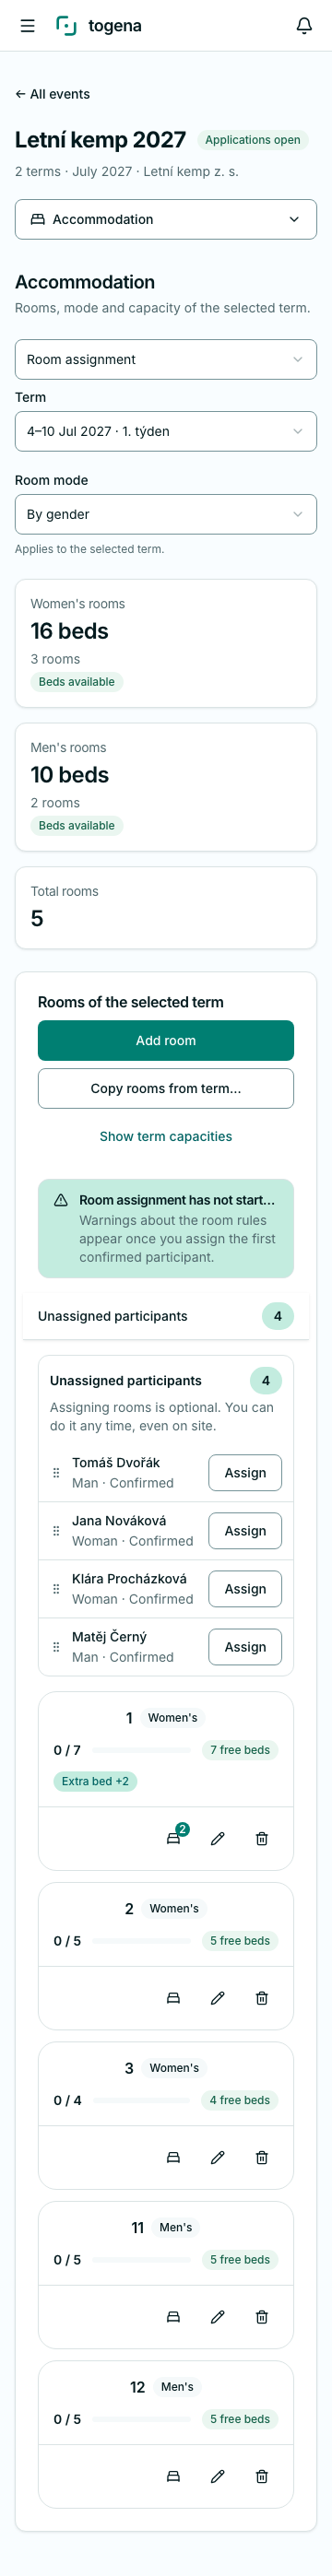 togena
← All events
Letní kemp 2027 Applications open
2 terms · July 2027 · Letní kemp z. s.
Accommodation
Accommodation
Rooms, mode and capacity of the selected term.
Room assignment
Term
4–10 Jul 2027 · 1. týden
Room mode
By gender
Applies to the selected term.
Women's rooms
16 beds
3 rooms
Beds available
Men's rooms
10 beds
2 rooms
Beds available
Total rooms
5
Rooms of the selected term
Add room
Copy rooms from term...
Show term capacities
Room assignment has not start...
Warnings about the room rules
appear once you assign the first
confirmed participant.
Unassigned participants 4
Unassigned participants 4
Assigning rooms is optional. You can
do it any time, even on site.
Tomáš Dvořák
Man · Confirmed
Assign
Jana Nováková
Woman · Confirmed
Assign
Klára Procházková
Woman · Confirmed
Assign
Matěj Černý
Man · Confirmed
Assign
1 Women's
0 / 7 7 free beds
Extra bed +2
2
2 Women's
0 / 5 5 free beds
3 Women's
0 / 4 4 free beds
11 Men's
0 / 5 5 free beds
12 Men's
0 / 5 5 free beds